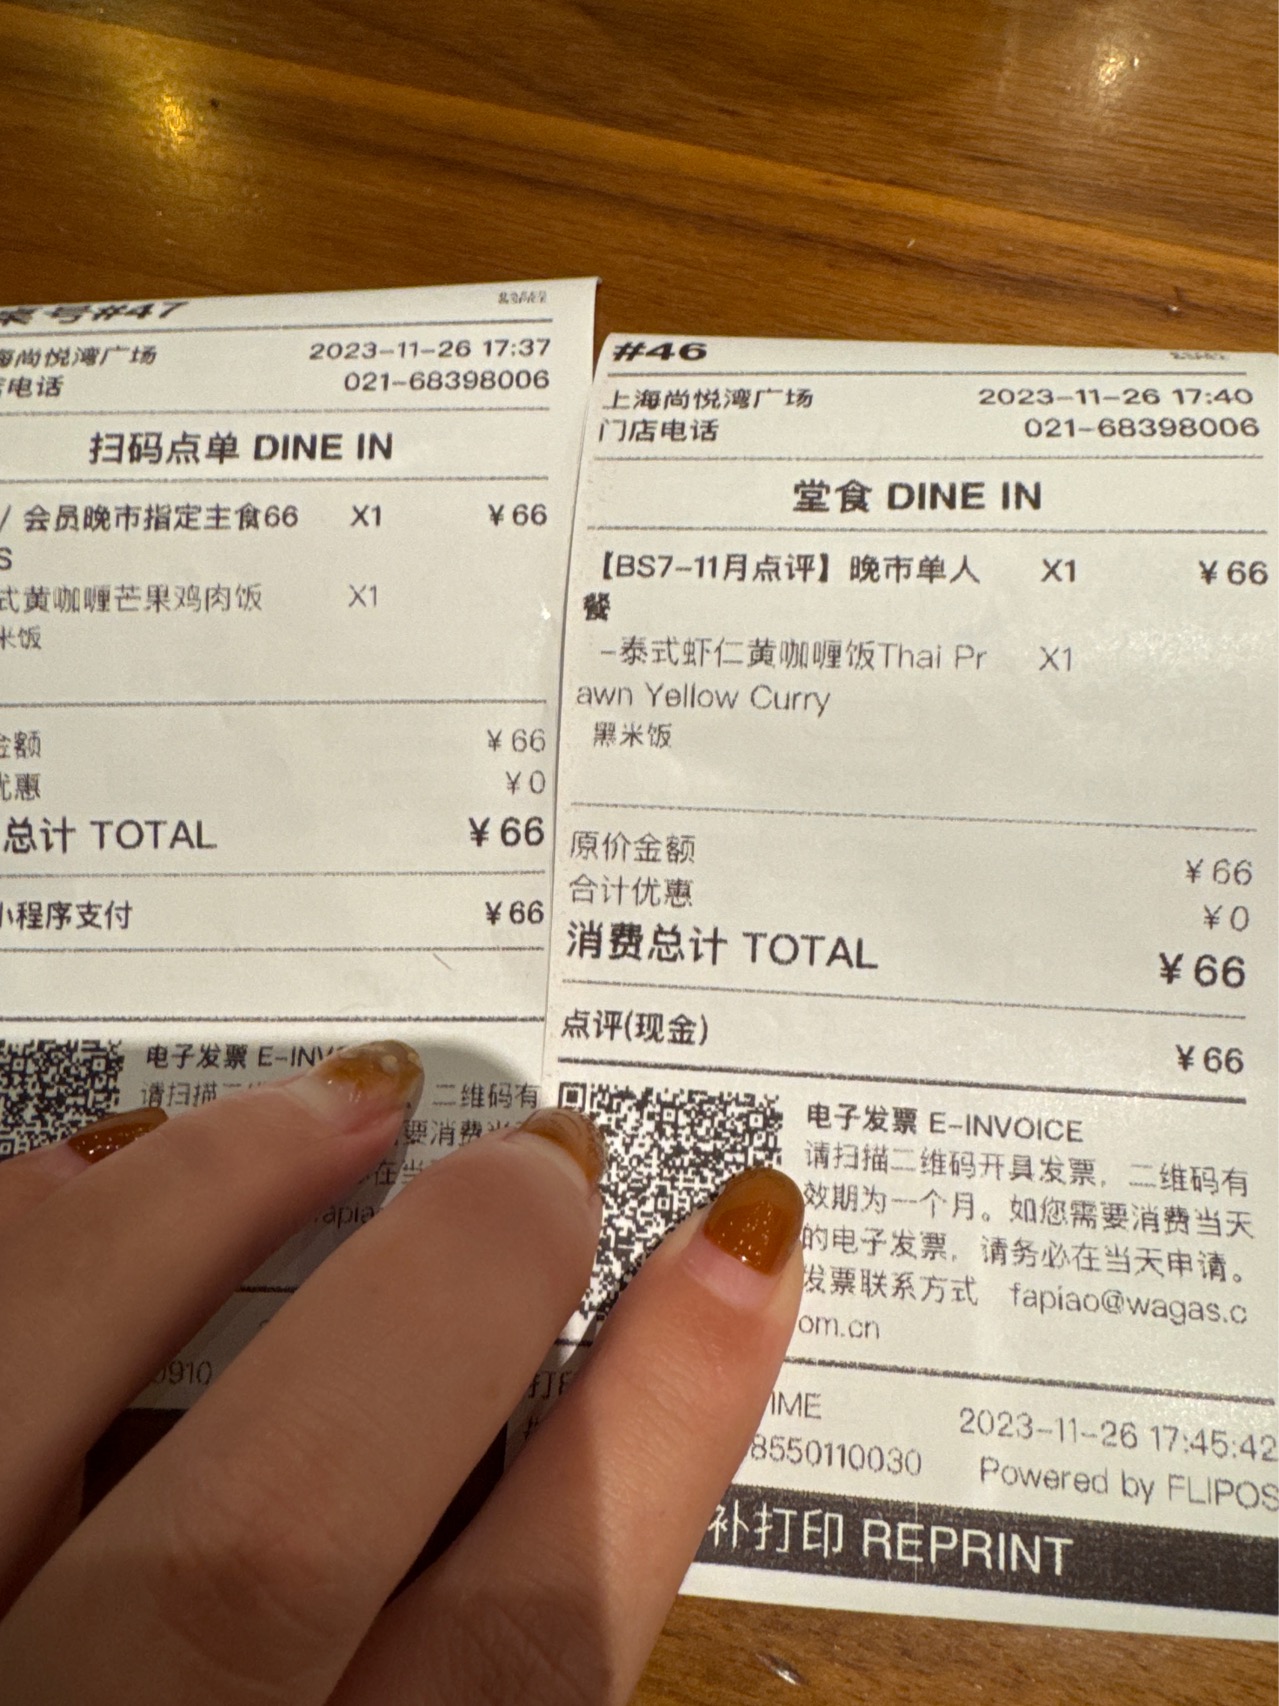 桌号#47
海尚悦湾广场 2023-11-26 17:37
店电话 021-68398006
扫码点单 DINE IN
/ 会员晚市指定主食66 X1 ¥66
S
式黄咖喱芒果鸡肉饭 X1
米饭
金额 ¥66
优惠 ¥0
总计 TOTAL ¥66
小程序支付 ¥66
电子发票 E-INV
请扫描 二维码有
要消费当
在当
fapia
0910
#46
上海尚悦湾广场 2023-11-26 17:40
门店电话 021-68398006
堂食 DINE IN
【BS7-11月点评】晚市单人 X1 ¥66
餐
-泰式虾仁黄咖喱饭Thai Pr X1
awn Yellow Curry
黑米饭
原价金额 ¥66
合计优惠 ¥0
消费总计 TOTAL ¥66
点评(现金) ¥66
电子发票 E-INVOICE
请扫描二维码开具发票，二维码有
效期为一个月。如您需要消费当天
的电子发票，请务必在当天申请。
发票联系方式 fapiao@wagas.c
om.cn
打印 IME 2023-11-26 17:45:42
8550110030 Powered by FLIPOS
补打印 REPRINT